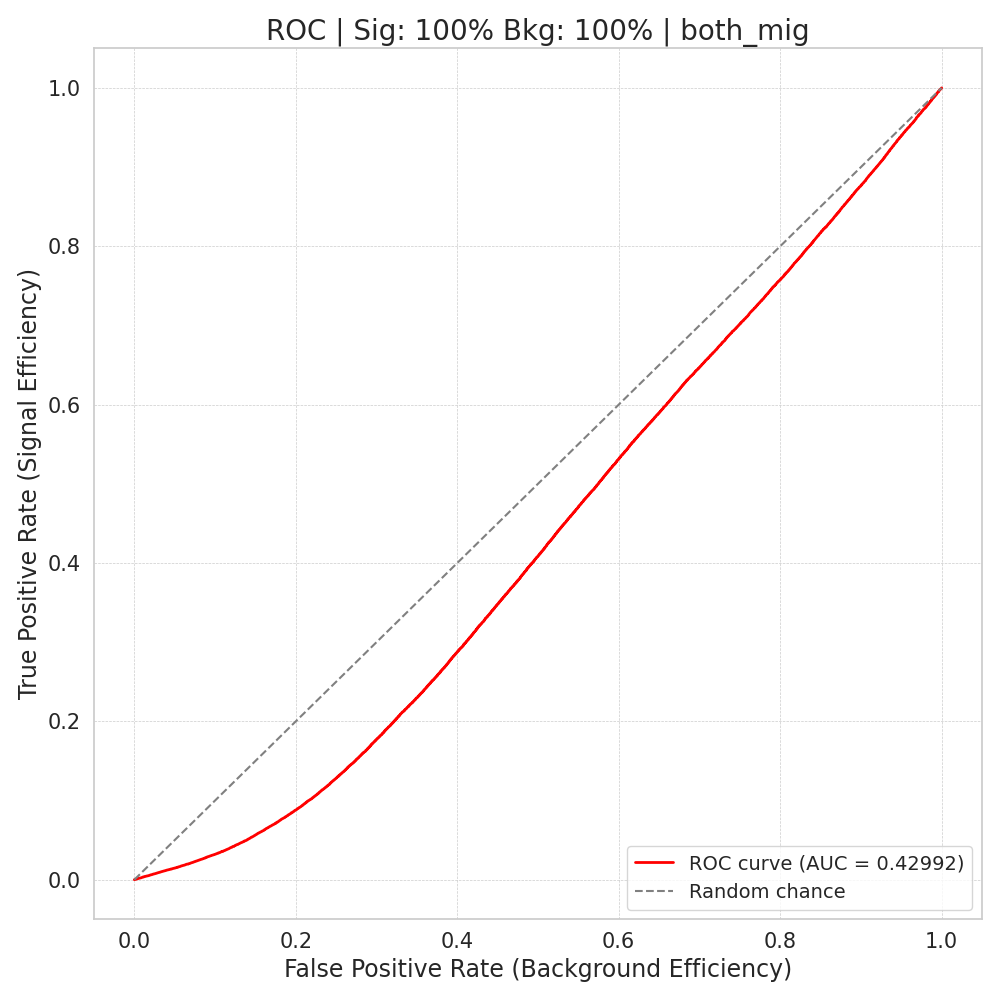 ROC | Sig: 100% Bkg: 100% | both_mig
True Positive Rate (Signal Efficiency)
1.0
0.8
0.6
0.4
0.2
0.0
ROC curve (AUC = 0.42992)
Random chance
0.0
0.2
0.4
0.6
0.8
1.0
False Positive Rate (Background Efficiency)